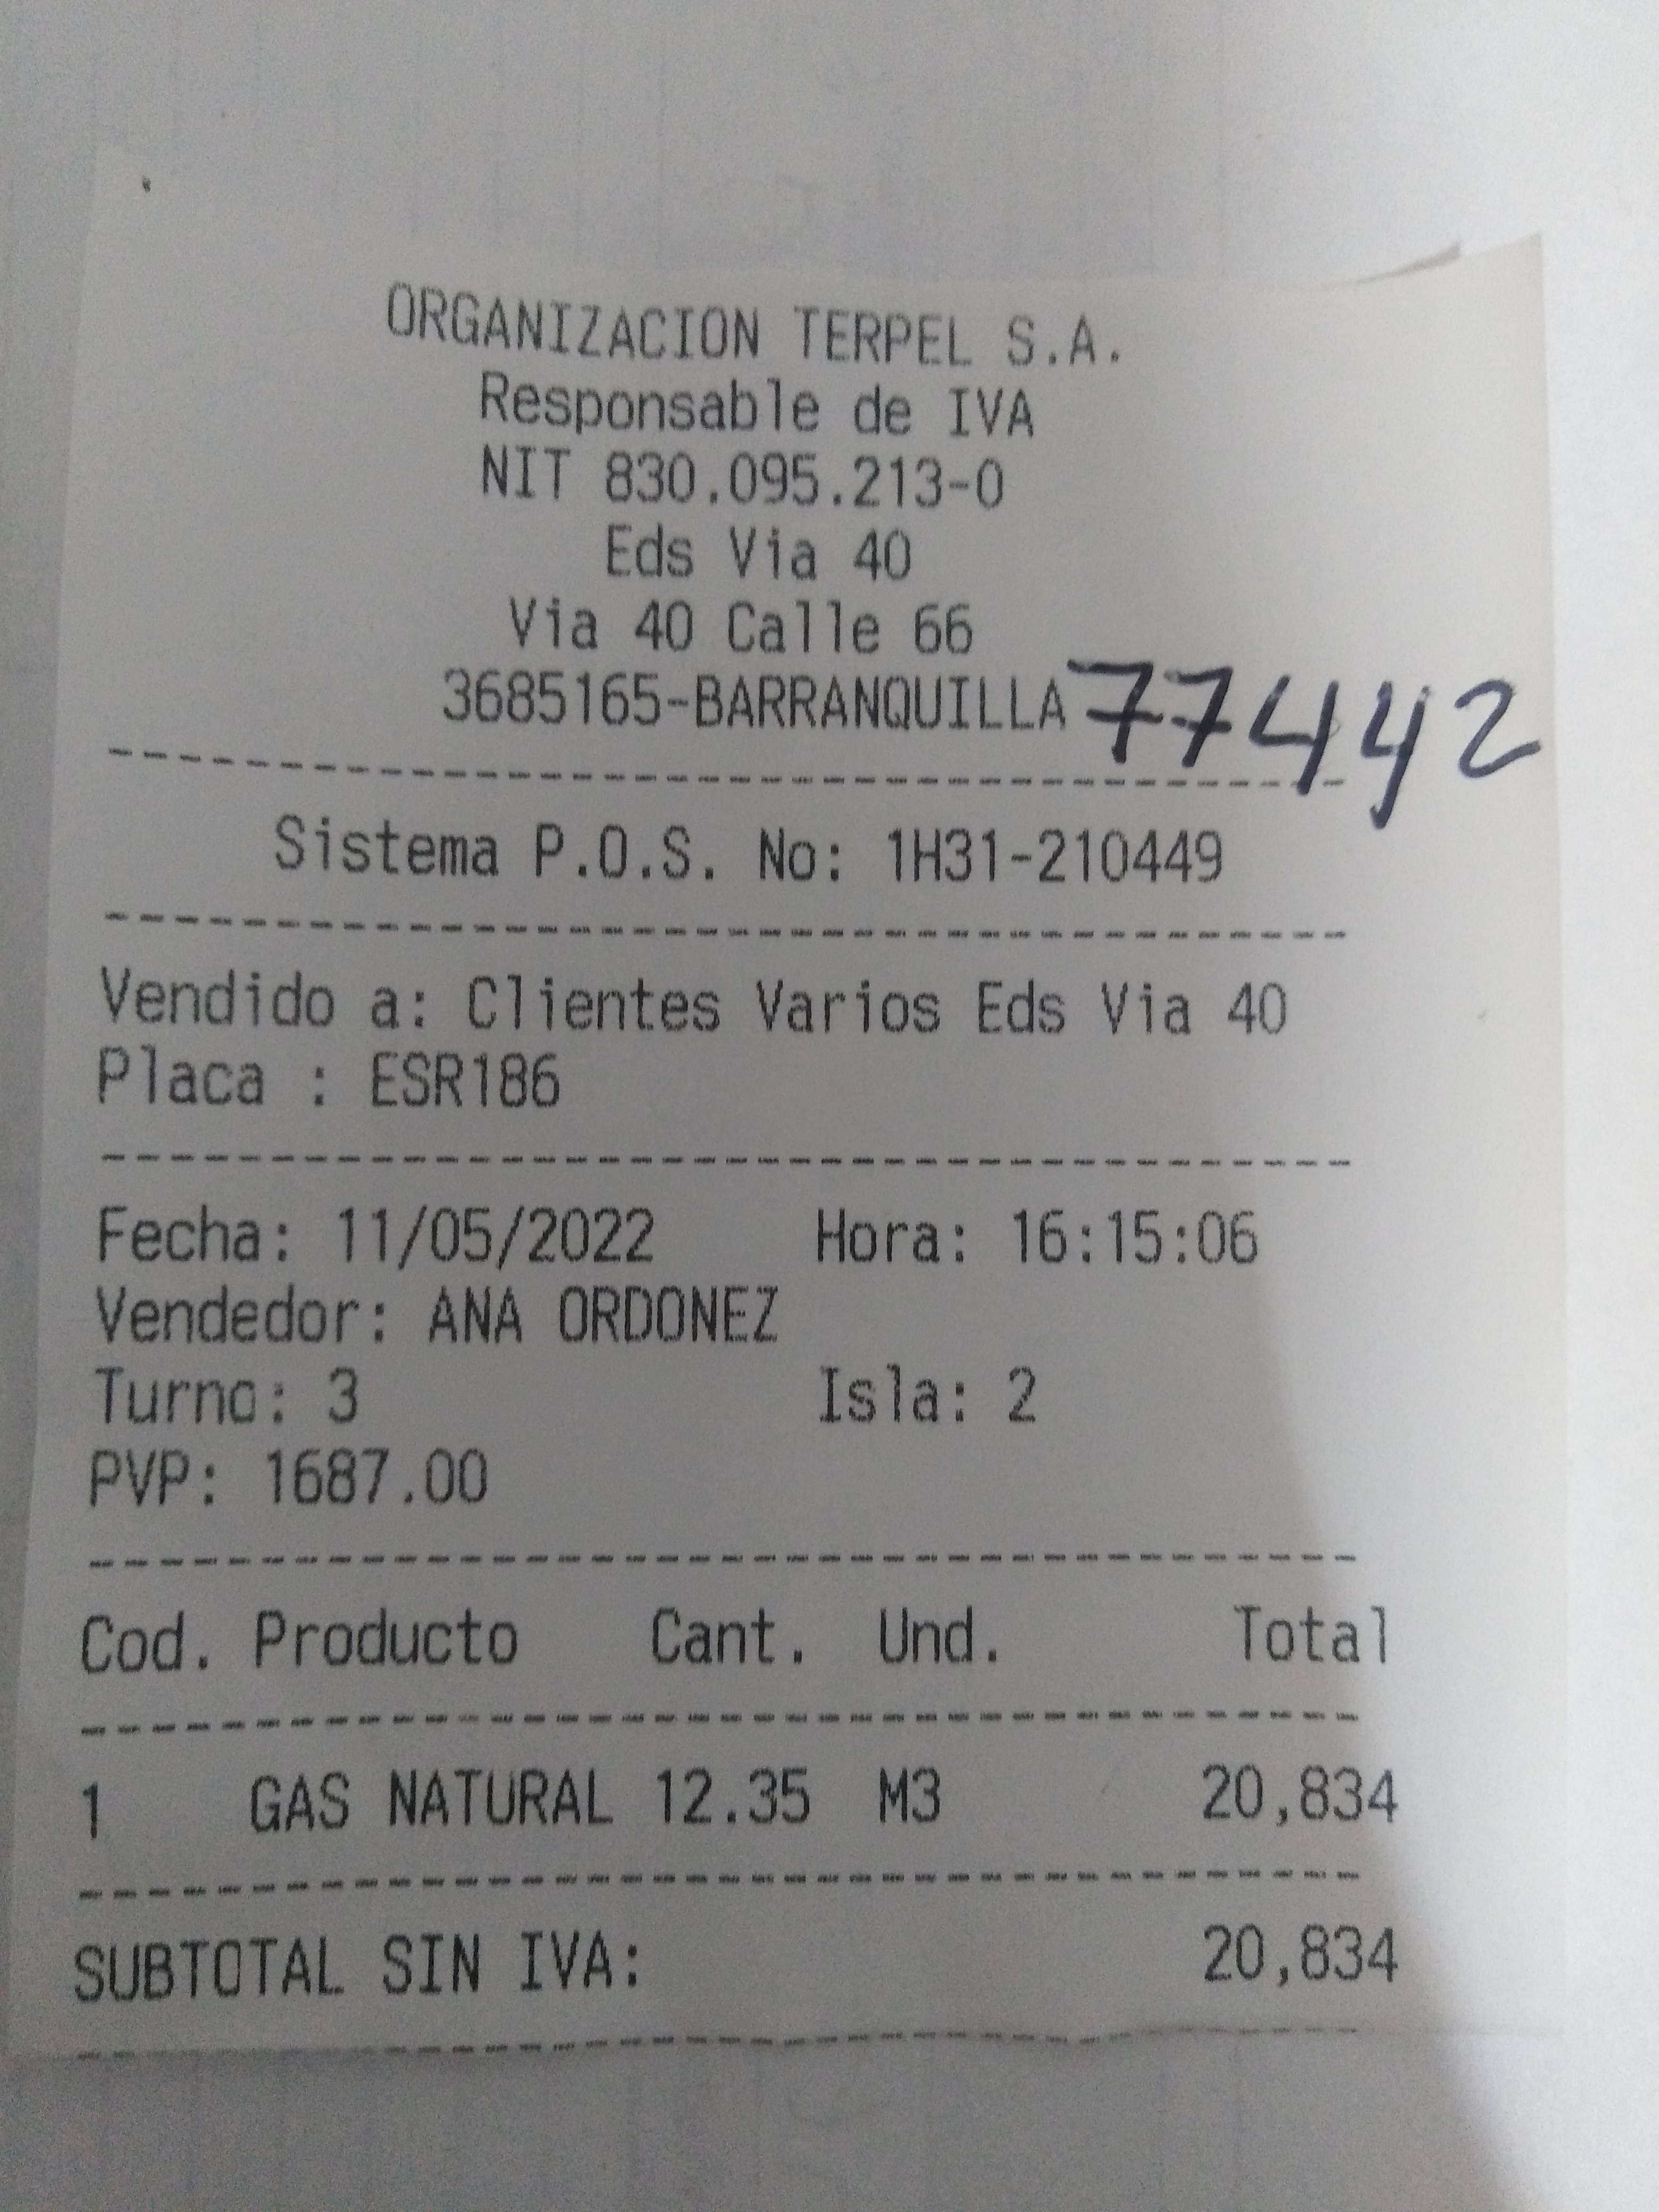 ORGANIZACION TERPEL S.A.
Responsable de IVA
NIT 830.095.213-0
Eds Via 40
Via 40 Calle 66
3685165-BARRANQUILLA 77442
--------------------------------------
Sistema P.O.S. No: 1H31-210449
--------------------------------------
Vendido a: Clientes Varios Eds Via 40
Placa : ESR186
--------------------------------------
Fecha: 11/05/2022 Hora: 16:15:06
Vendedor: ANA ORDONEZ
Turno: 3 Isla: 2
PVP: 1687.00
--------------------------------------
Cod. Producto Cant. Und. Total
--------------------------------------
1 GAS NATURAL 12.35 M3 20,834
--------------------------------------
SUBTOTAL SIN IVA: 20,834
--------------------------------------